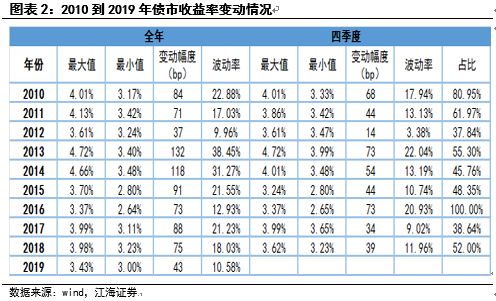 图表 2：2010 到 2019 年债市收益率变动情况
全年 四季度
年份 最大值 最小值 变动幅度（bp） 波动率 最大值 最小值 变动幅度（bp） 波动率 占比
2010 4.01% 3.17% 84 22.88% 4.01% 3.33% 68 17.94% 80.95%
2011 4.13% 3.42% 71 17.03% 3.86% 3.42% 44 13.13% 61.97%
2012 3.61% 3.24% 37 9.96% 3.61% 3.47% 14 3.38% 37.84%
2013 4.72% 3.40% 132 38.45% 4.72% 3.99% 73 22.04% 55.30%
2014 4.66% 3.48% 118 31.27% 4.01% 3.48% 54 13.19% 45.76%
2015 3.70% 2.80% 91 21.55% 3.24% 2.80% 44 10.74% 48.35%
2016 3.37% 2.64% 73 12.93% 3.37% 2.65% 73 20.93% 100.00%
2017 3.99% 3.11% 88 21.23% 3.99% 3.65% 34 9.02% 38.64%
2018 3.98% 3.23% 75 18.03% 3.62% 3.23% 39 11.96% 52.00%
2019 3.43% 3.00% 43 10.58%
数据来源：wind，江海证券.